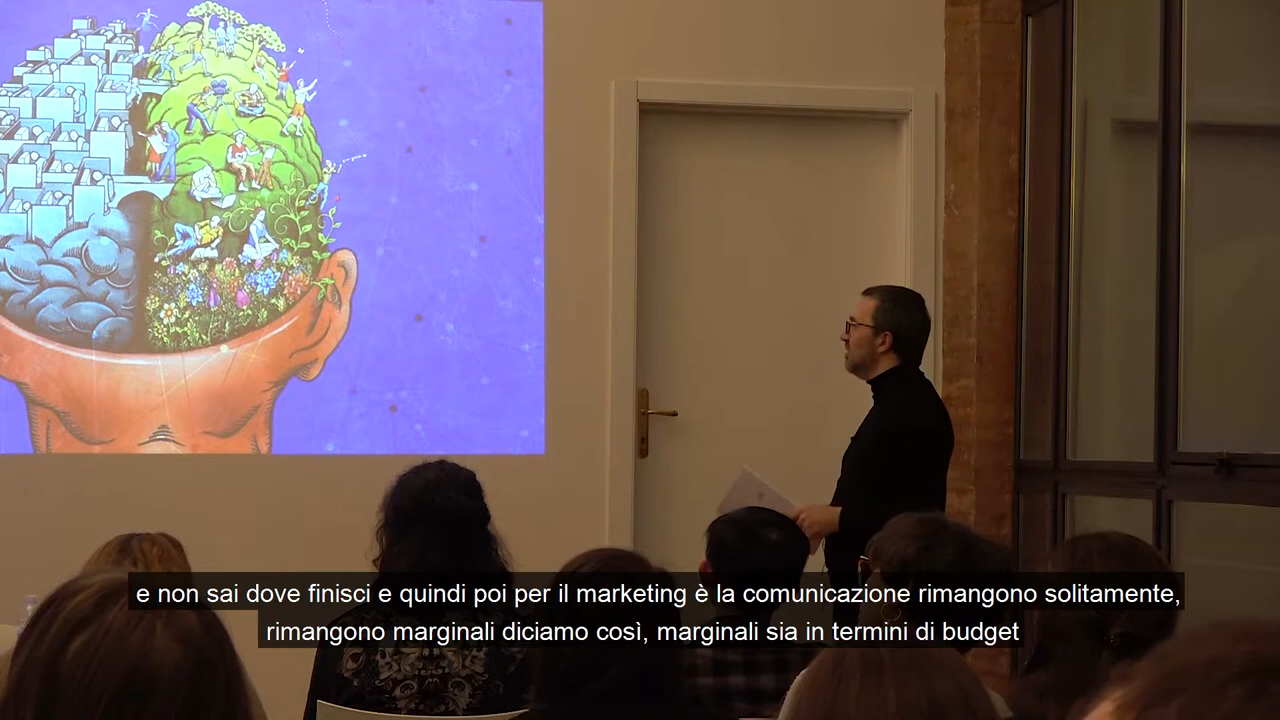 e non sai dove finisci e quindi poi per il marketing è la comunicazione rimangono solitamente,
rimangono marginali diciamo così, marginali sia in termini di budget